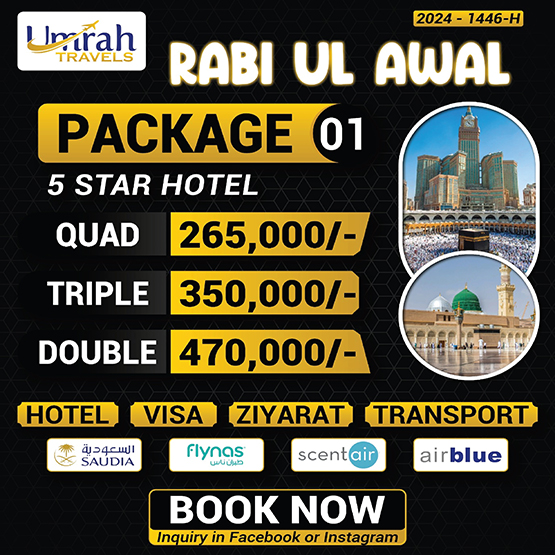 Umrah
TRAVELS
2024 - 1446-H
RABI UL AWAL
PACKAGE 01
5 STAR HOTEL
QUAD 265,000/-
TRIPLE 350,000/-
DOUBLE 470,000/-
HOTEL VISA ZIYARAT TRANSPORT
السعودية
SAUDIA
flynas
طيران ناس
scentair
airblue
BOOK NOW
Inquiry in Facebook or Instagram